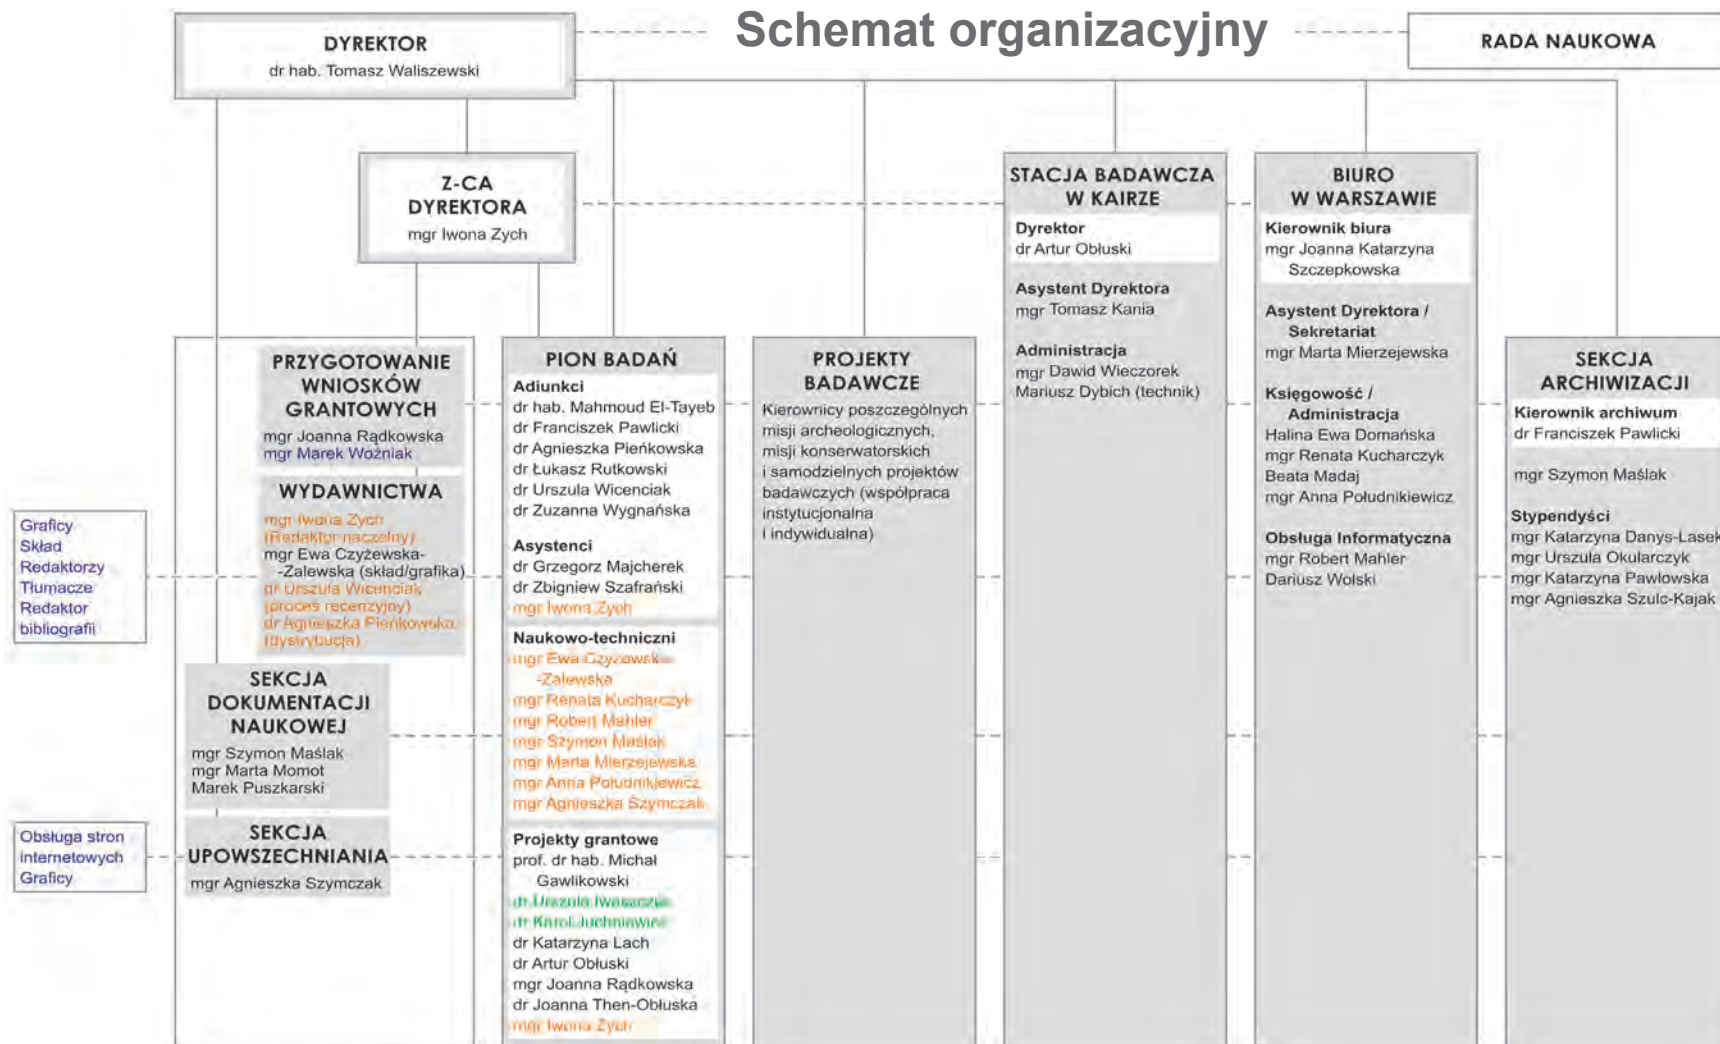 Schemat organizacyjny
DYREKTOR
dr hab. Tomasz Waliszewski
RADA NAUKOWA
Z-CA
DYREKTORA
mgr Iwona Zych
STACJA BADAWCZA
W KAIRZE
Dyrektor
dr Artur Obłuski
Asystent Dyrektora
mgr Tomasz Kania
Administracja
mgr Dawid Wieczorek
Mariusz Dybich (technik)
BIURO
W WARSZAWIE
Kierownik biura
mgr Joanna Katarzyna
Szczepkowska
Asystent Dyrektora /
Sekretariat
mgr Marta Mierzejewska
Księgowość /
Administracja
Halina Ewa Domańska
mgr Renata Kucharczyk
Beata Madaj
mgr Anna Południkiewicz
Obsługa Informatyczna
mgr Robert Mahler
Dariusz Wolski
PRZYGOTOWANIE
WNIOSKÓW
GRANTOWYCH
mgr Joanna Rądkowska
mgr Marek Woźniak
WYDAWNICTWA
mgr Iwona Zych
(Redaktor naczelny)
mgr Ewa Czyżewska-
-Zalewska (skład/grafika)
dr Urszula Wicenciak
(proces recenzyjny)
dr Agnieszka Pieńkowska
(dystrybucja)
Graficy
Skład
Redaktorzy
Tłumacze
Redaktor
bibliografii
SEKCJA
DOKUMENTACJI
NAUKOWEJ
mgr Szymon Maślak
mgr Marta Momot
Marek Puszkarski
Obsługa stron
internetowych
Graficy
SEKCJA
UPOWSZECHNIANIA
mgr Agnieszka Szymczak
PION BADAŃ
Adiunkci
dr hab. Mahmoud El-Tayeb
dr Franciszek Pawlicki
dr Agnieszka Pieńkowska
dr Łukasz Rutkowski
dr Urszula Wicenciak
dr Zuzanna Wygnańska
Asystenci
dr Grzegorz Majcherek
dr Zbigniew Szafrański
mgr Iwona Zych
Naukowo-techniczni
mgr Ewa Czyżewska-
-Zalewska
mgr Renata Kucharczyk
mgr Robert Mahler
mgr Szymon Maślak
mgr Marta Mierzejewska
mgr Anna Południkiewicz
mgr Agnieszka Szymczak
Projekty grantowe
prof. dr hab. Michał
Gawlikowski
dr Urszula Iwaszczuk
dr Karol Juchniewicz
dr Katarzyna Lach
dr Artur Obłuski
mgr Joanna Rądkowska
dr Joanna Then-Obłuska
mgr Iwona Zych
PROJEKTY
BADAWCZE
Kierownicy poszczególnych
misji archeologicznych,
misji konserwatorskich
i samodzielnych projektów
badawczych (współpraca
instytucjonalna
i indywidualna)
SEKCJA
ARCHIWIZACJI
Kierownik archiwum
dr Franciszek Pawlicki
mgr Szymon Maślak
Stypendyści
mgr Katarzyna Danys-Lasek
mgr Urszula Okularczyk
mgr Katarzyna Pawłowska
mgr Agnieszka Szulc-Kajak